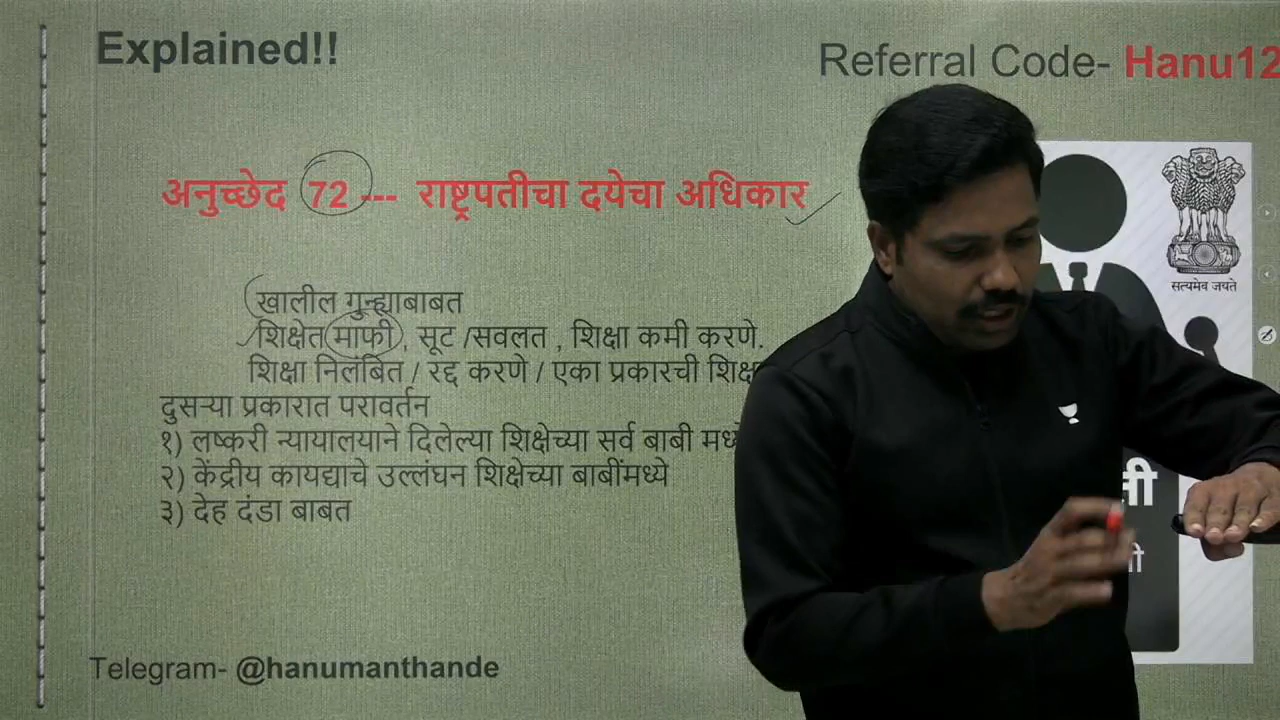 Explained!!
Referral Code- Hanu12
अनुच्छेद 72 --- राष्ट्रपतीचा दयेचा अधिकार
खालील गुन्ह्याबाबत
शिक्षेत माफी , सूट /सवलत , शिक्षा कमी करणे.
शिक्षा निलंबित / रद्द करणे / एका प्रकारची
दुसऱ्या प्रकारात परावर्तन
१) लष्करी न्यायालयाने दिलेल्या शिक्षेच्या सर्व बाबी
२) केंद्रीय कायद्याचे उल्लंघन शिक्षेच्या बाबींमध्ये
३) देह दंडा बाबत
सत्यमेव जयते
Telegram- @hanumanthande